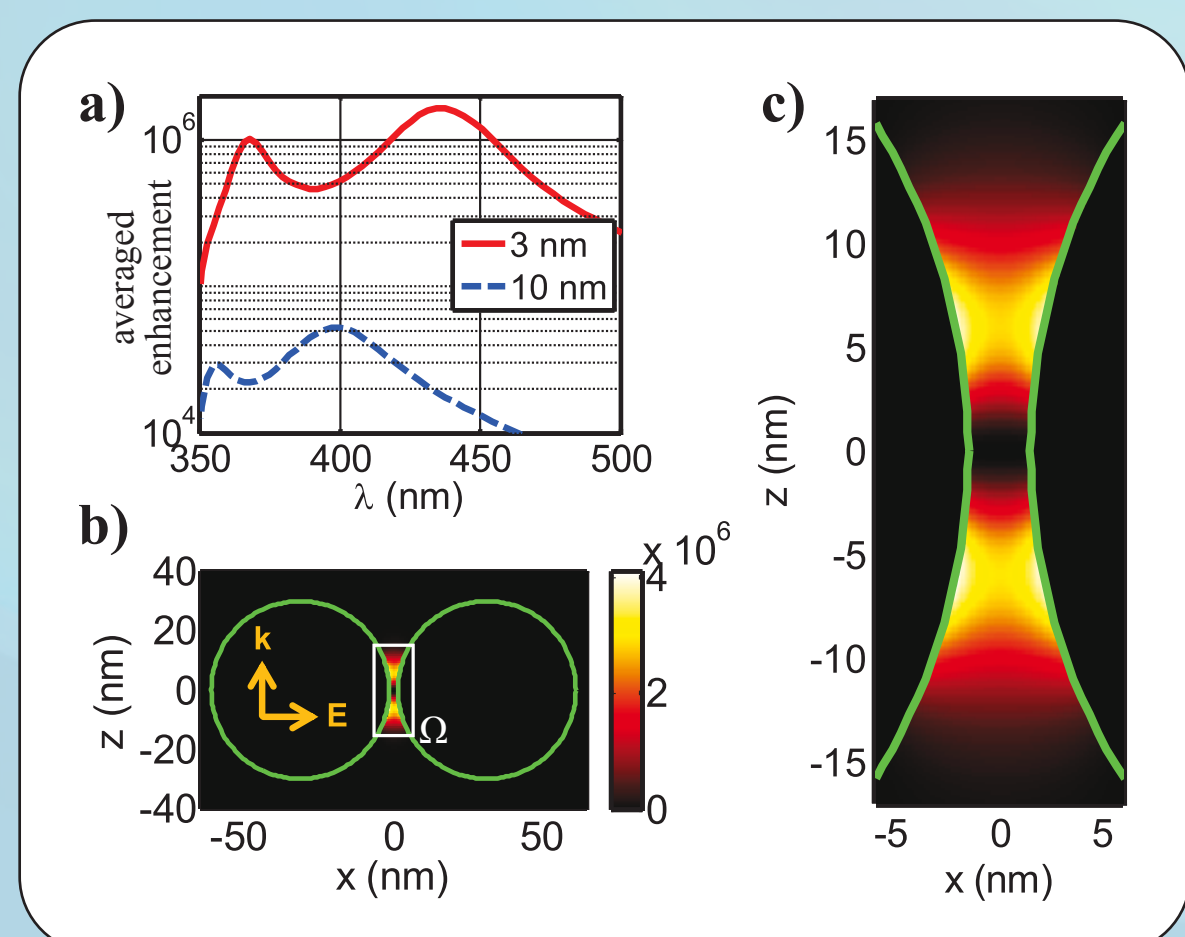 a)
10^6
10^4
averaged
enhancement
3 nm
10 nm
350 400 450 500
λ (nm)
b)
x 10^6
40
20
0
-20
-40
z (nm)
k
E
Ω
4
2
0
-50 0 50
x (nm)
c)
15
10
5
0
-5
-10
-15
z (nm)
-5 0 5
x (nm)